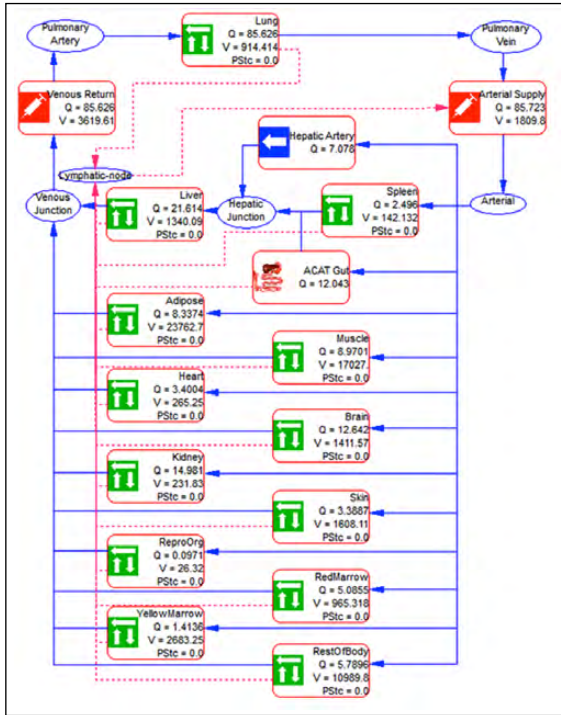 Pulmonary
Artery
Lung
Q = 85.626
V = 914.414
PStc = 0.0
Pulmonary
Vein
Venous Return
Q = 85.626
V = 3619.61
Arterial Supply
Q = 85.723
V = 1809.8
Hepatic Artery
Q = 7.078
Lymphatic-node
Venous
Junction
Liver
Q = 21.614
V = 1340.09
PStc = 0.0
Hepatic
Junction
Spleen
Q = 2.496
V = 142.132
PStc = 0.0
Arterial
ACAT Gut
Q = 12.043
Adipose
Q = 8.3374
V = 23762.7
PStc = 0.0
Muscle
Q = 8.9701
V = 17027.
PStc = 0.0
Heart
Q = 3.4004
V = 265.25
PStc = 0.0
Brain
Q = 12.642
V = 1411.57
PStc = 0.0
Kidney
Q = 14.981
V = 231.83
PStc = 0.0
Skin
Q = 3.3887
V = 1608.11
PStc = 0.0
ReproOrg
Q = 0.0971
V = 26.32
PStc = 0.0
RedMarrow
Q = 5.0855
V = 965.318
PStc = 0.0
YellowMarrow
Q = 1.4136
V = 2683.25
PStc = 0.0
RestOfBody
Q = 5.7896
V = 10989.8
PStc = 0.0